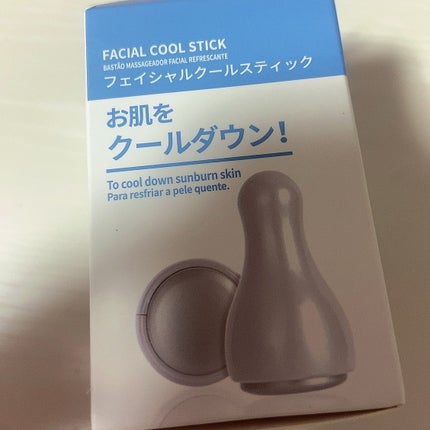 FACIAL COOL STICK
BASTÃO MASSAGEADOR FACIAL REFRESCANTE
フェイシャルクールスティック
お肌を
クールダウン!
To cool down sunburn skin
Para resfriar a pele quente.